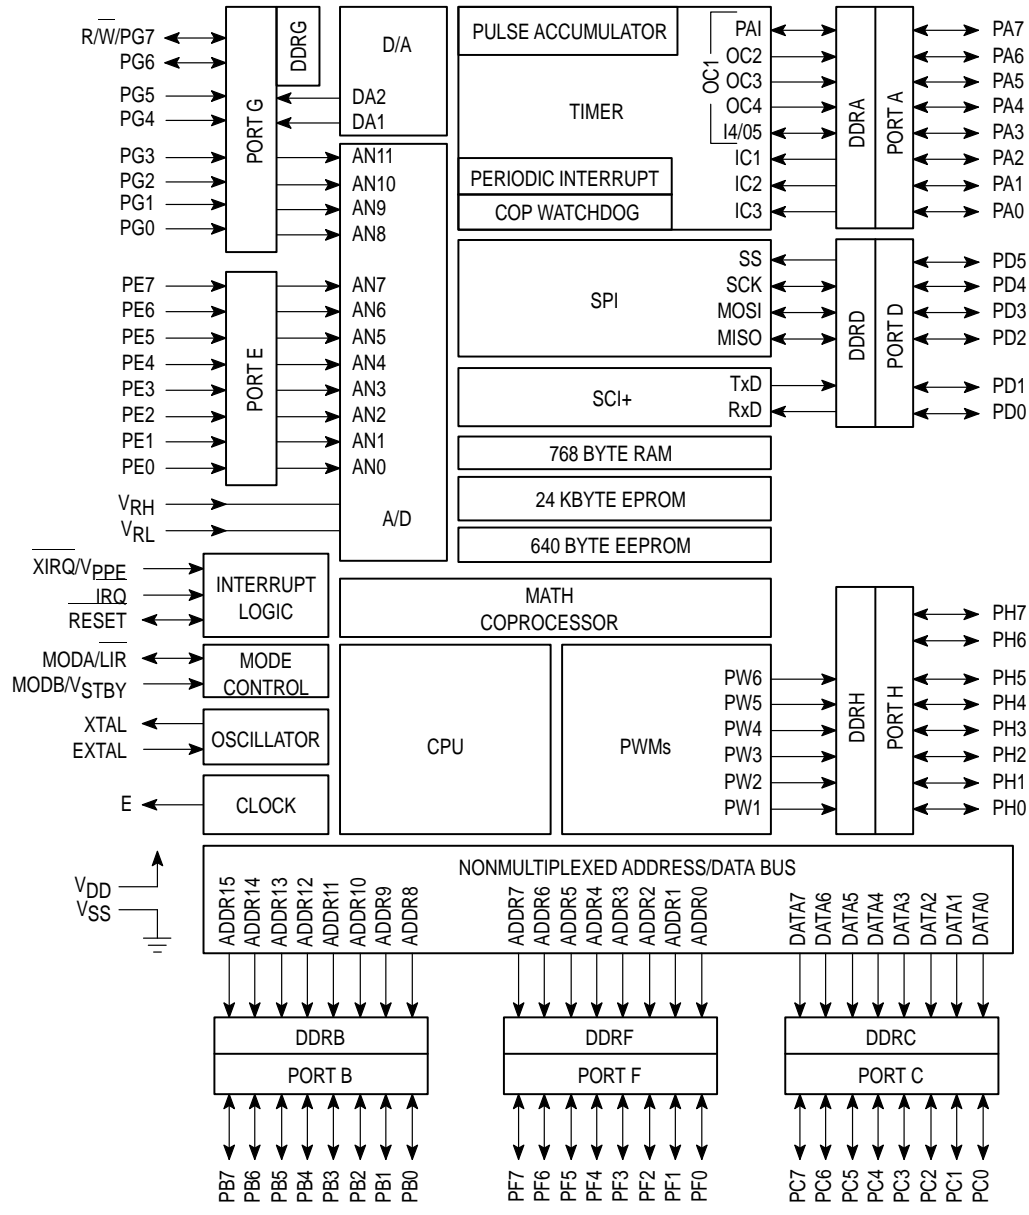 R/W/PG7
PG6
PG5
PG4
PG3
PG2
PG1
PG0
PORT G
DDRG
D/A
DA2
DA1
AN11
AN10
AN9
AN8
PE7
PE6
PE5
PE4
PE3
PE2
PE1
PE0
PORT E
AN7
AN6
AN5
AN4
AN3
AN2
AN1
AN0
VRH
VRL
A/D
PULSE ACCUMULATOR
TIMER
PERIODIC INTERRUPT
COP WATCHDOG
OC1
PAI
OC2
OC3
OC4
I4/05
IC1
IC2
IC3
DDRA
PORT A
PA7
PA6
PA5
PA4
PA3
PA2
PA1
PA0
SPI
SS
SCK
MOSI
MISO
SCI+
TxD
RxD
DDRD
PORT D
PD5
PD4
PD3
PD2
PD1
PD0
768 BYTE RAM
24 KBYTE EPROM
640 BYTE EEPROM
XIRQ/VPPE
IRQ
RESET
INTERRUPT
LOGIC
MODA/LIR
MODB/VSTBY
MODE
CONTROL
XTAL
EXTAL
OSCILLATOR
E
CLOCK
MATH
COPROCESSOR
CPU
PWMs
PW6
PW5
PW4
PW3
PW2
PW1
DDRH
PORT H
PH7
PH6
PH5
PH4
PH3
PH2
PH1
PH0
VDD
VSS
NONMULTIPLEXED ADDRESS/DATA BUS
ADDR15
ADDR14
ADDR13
ADDR12
ADDR11
ADDR10
ADDR9
ADDR8
ADDR7
ADDR6
ADDR5
ADDR4
ADDR3
ADDR2
ADDR1
ADDR0
DATA7
DATA6
DATA5
DATA4
DATA3
DATA2
DATA1
DATA0
DDRB
PORT B
DDRF
PORT F
DDRC
PORT C
PB7
PB6
PB5
PB4
PB3
PB2
PB1
PB0
PF7
PF6
PF5
PF4
PF3
PF2
PF1
PF0
PC7
PC6
PC5
PC4
PC3
PC2
PC1
PC0